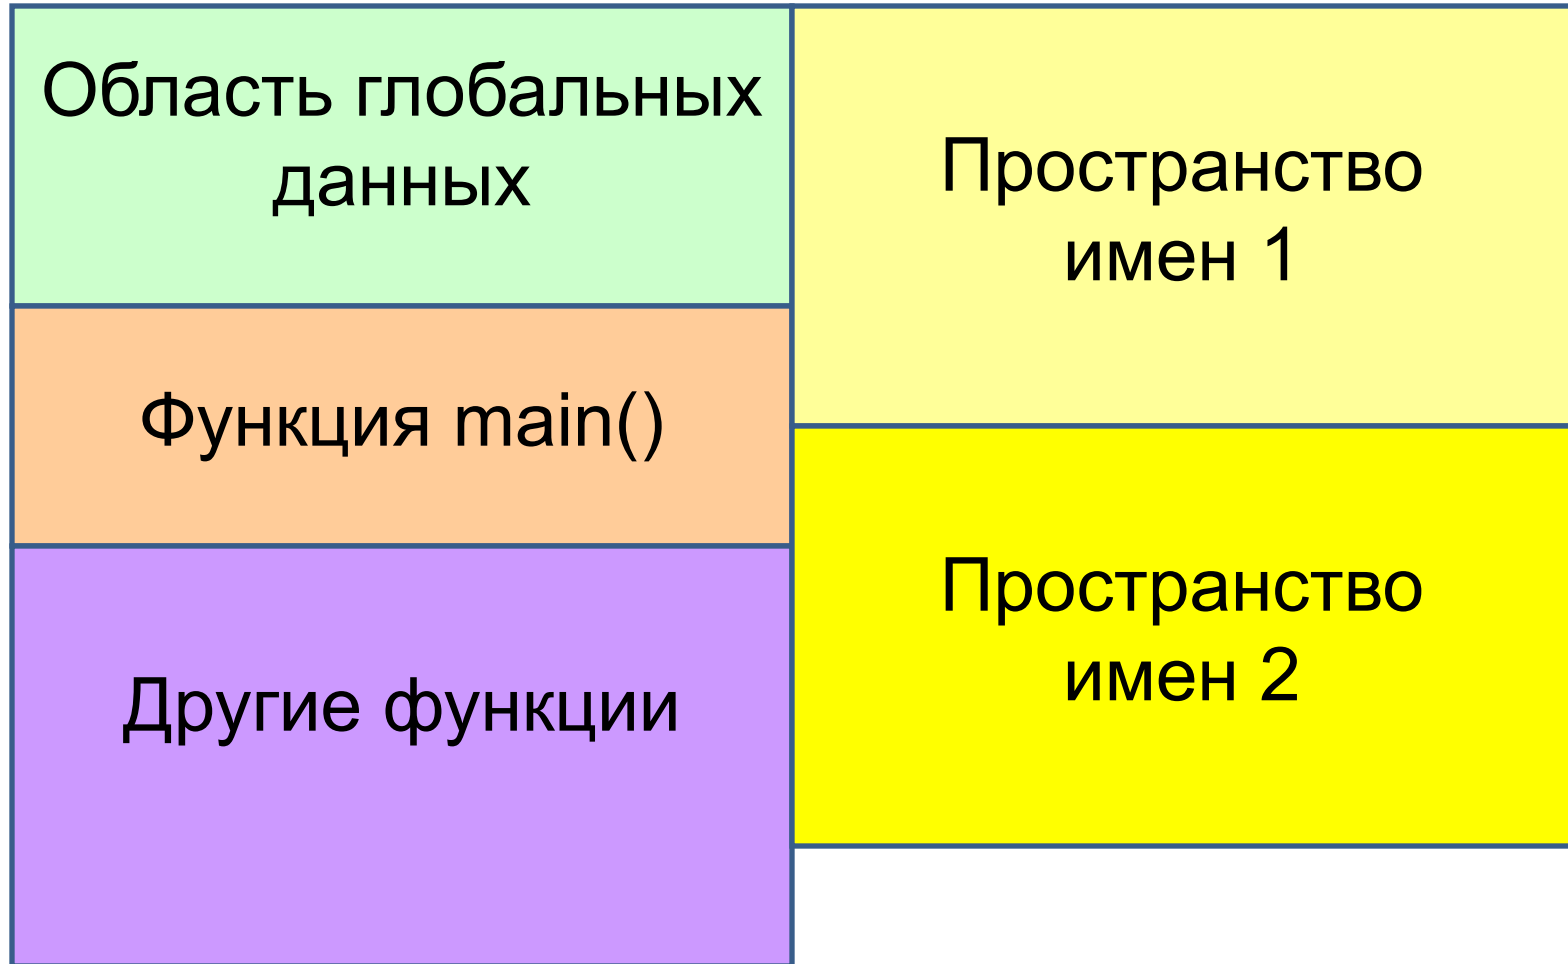 Область глобальных
данных
Функция main()
Другие функции
Пространство
имен 1
Пространство
имен 2